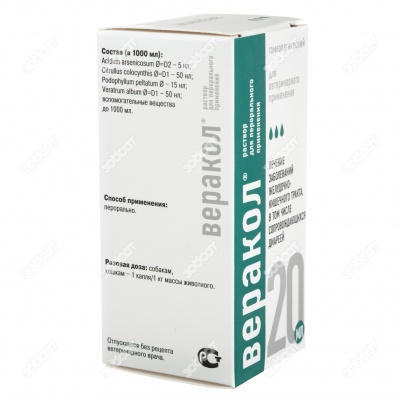 Состав (в 1000 мл):
Acidum arsenicosum Ø=D2 – 5 мл;
Citrullus colocynthis Ø=D1 – 50 мл;
Podophyllum peltatum Ø – 15 мл;
Veratrum album Ø=D1 – 50 мл;
вспомогательные вещества
до 1000 мл.
Способ применения:
перорально.
Разовая доза: собакам,
кошкам – 1 капля/1 кг массы животного.
Отпускается без рецепта
ветеринарного врача.
веракол®
раствор
для перорального
применения
веракол®
раствор
для перорального
применения
для
ветеринарного
применения
лечение
заболеваний
желудочно-
кишечного тракта,
в том числе
сопровождающихся
диареей
20 мл